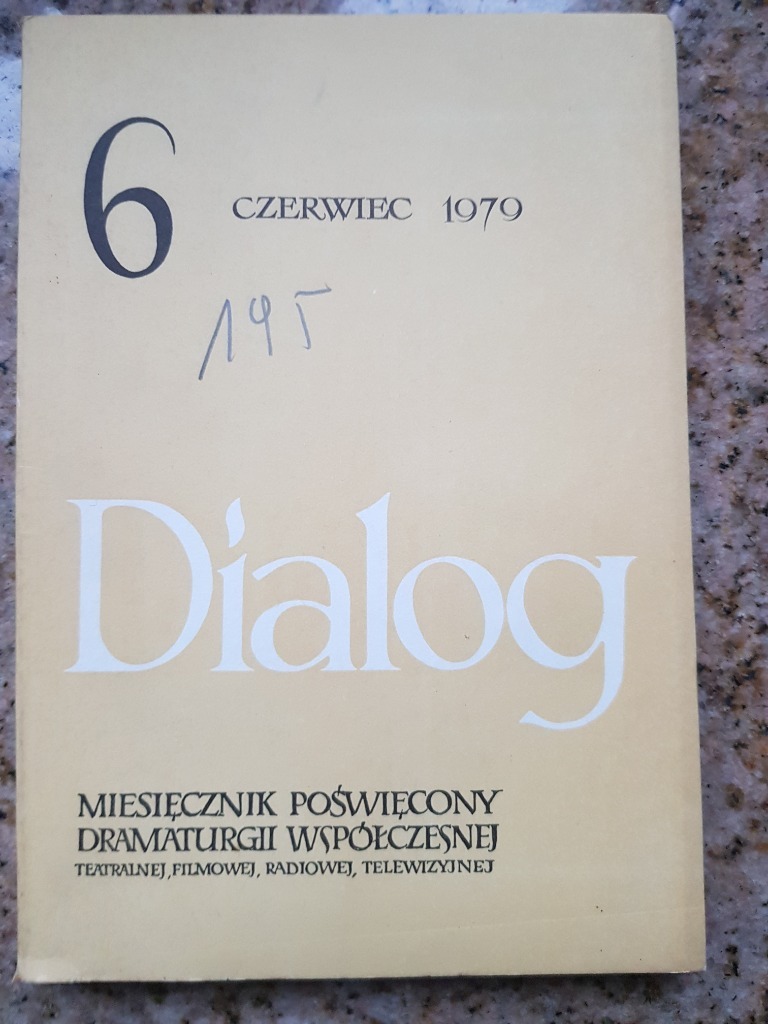 6
CZERWIEC 1979
195
Dialog
MIESIĘCZNIK POŚWIĘCONY
DRAMATURGII WSPÓŁCZESNEJ
TEATRALNEJ, FILMOWEJ, RADIOWEJ, TELEWIZYJNEJ